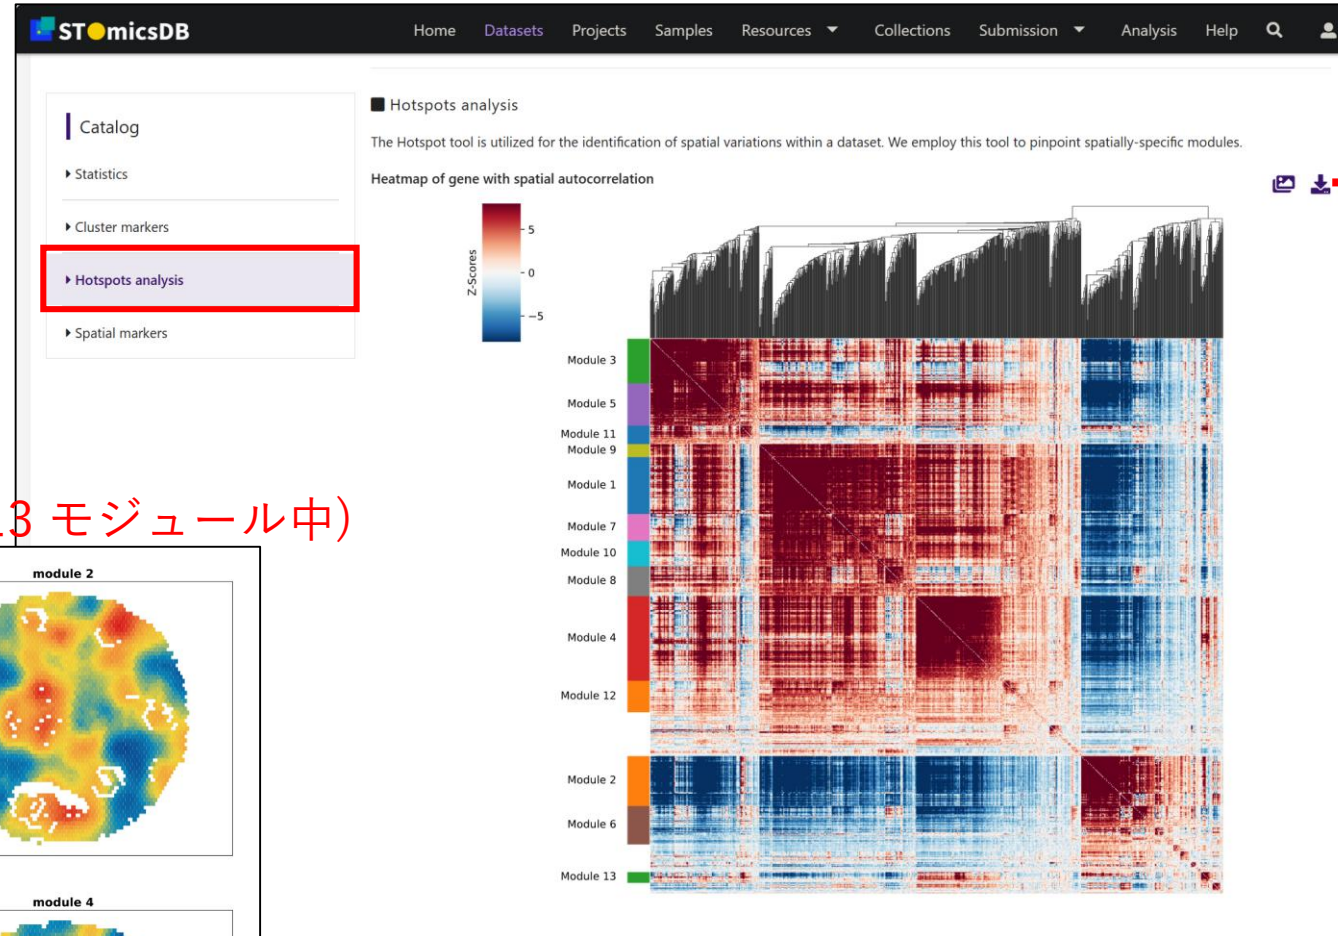 STomicsDB
Home Datasets Projects Samples Resources Collections Submission Analysis Help
Catalog
Statistics
Cluster markers
Hotspots analysis
Spatial markers
Hotspots analysis
The Hotspot tool is utilized for the identification of spatial variations within a dataset. We employ this tool to pinpoint spatially-specific modules.
Heatmap of gene with spatial autocorrelation
Z-Scores
5
0
−5
Module 3
Module 5
Module 11
Module 9
Module 1
Module 7
Module 10
Module 8
Module 4
Module 12
Module 2
Module 6
Module 13
3 モジュール中)
module 2
module 4